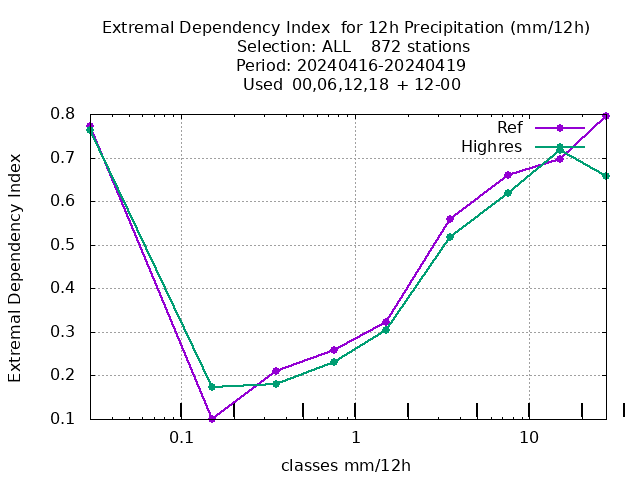 Extremal Dependency Index  for 12h Precipitation (mm/12h)
Selection: ALL    872 stations
Period: 20240416-20240419
Used  00,06,12,18  + 12-00
Ref
Highres
Extremal Dependency Index
0.8
0.7
0.6
0.5
0.4
0.3
0.2
0.1
0.1
1
10
classes mm/12h